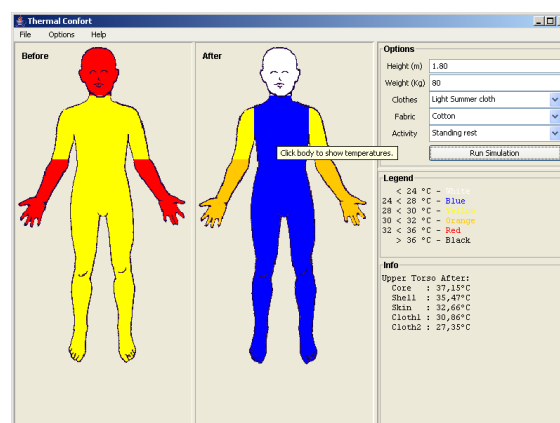 Thermal Confort
File Options Help
Before
After
Click body to show temperatures.
Options
Height (m) 1.80
Weight (Kg) 80
Clothes Light Summer cloth
Fabric Cotton
Activity Standing rest
Run Simulation
Legend
< 24 °C - White
24 < 28 °C - Blue
28 < 30 °C - Yellow
30 < 32 °C - Orange
32 < 36 °C - Red
> 36 °C - Black
Info
Upper Torso After:
Core : 37,15°C
Shell : 35,47°C
Skin : 32,66°C
Cloth1 : 30,86°C
Cloth2 : 27,35°C